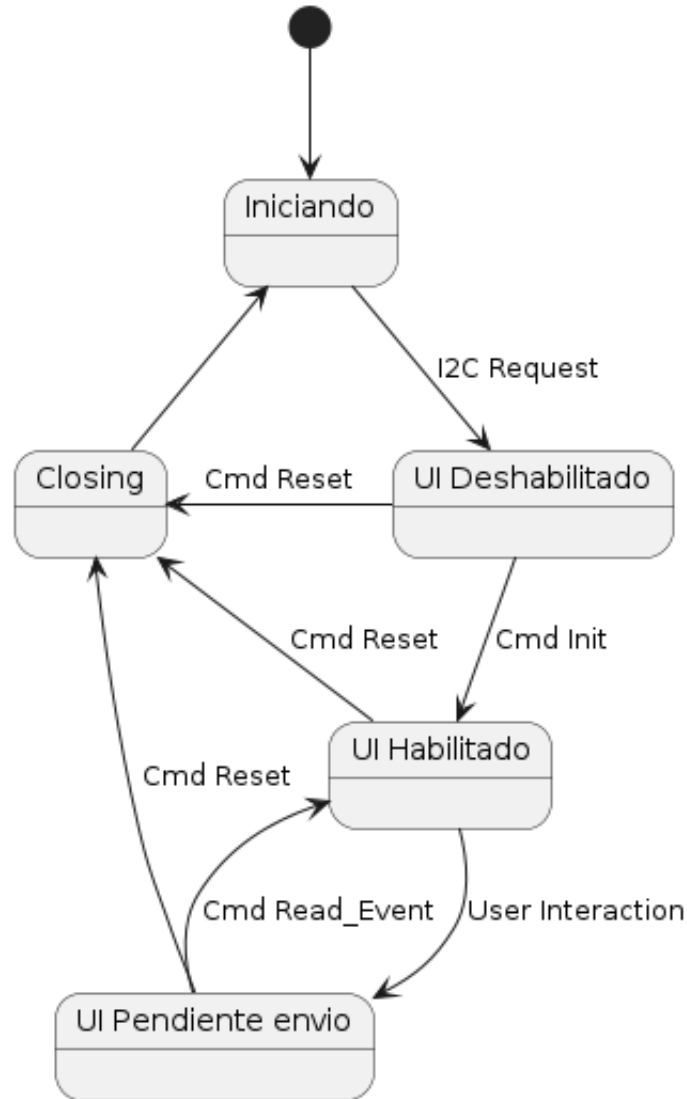 Iniciando
I2C Request
Closing
Cmd Reset
UI Deshabilitado
Cmd Reset
Cmd Init
UI Habilitado
Cmd Reset
Cmd Read_Event
User Interaction
UI Pendiente envio